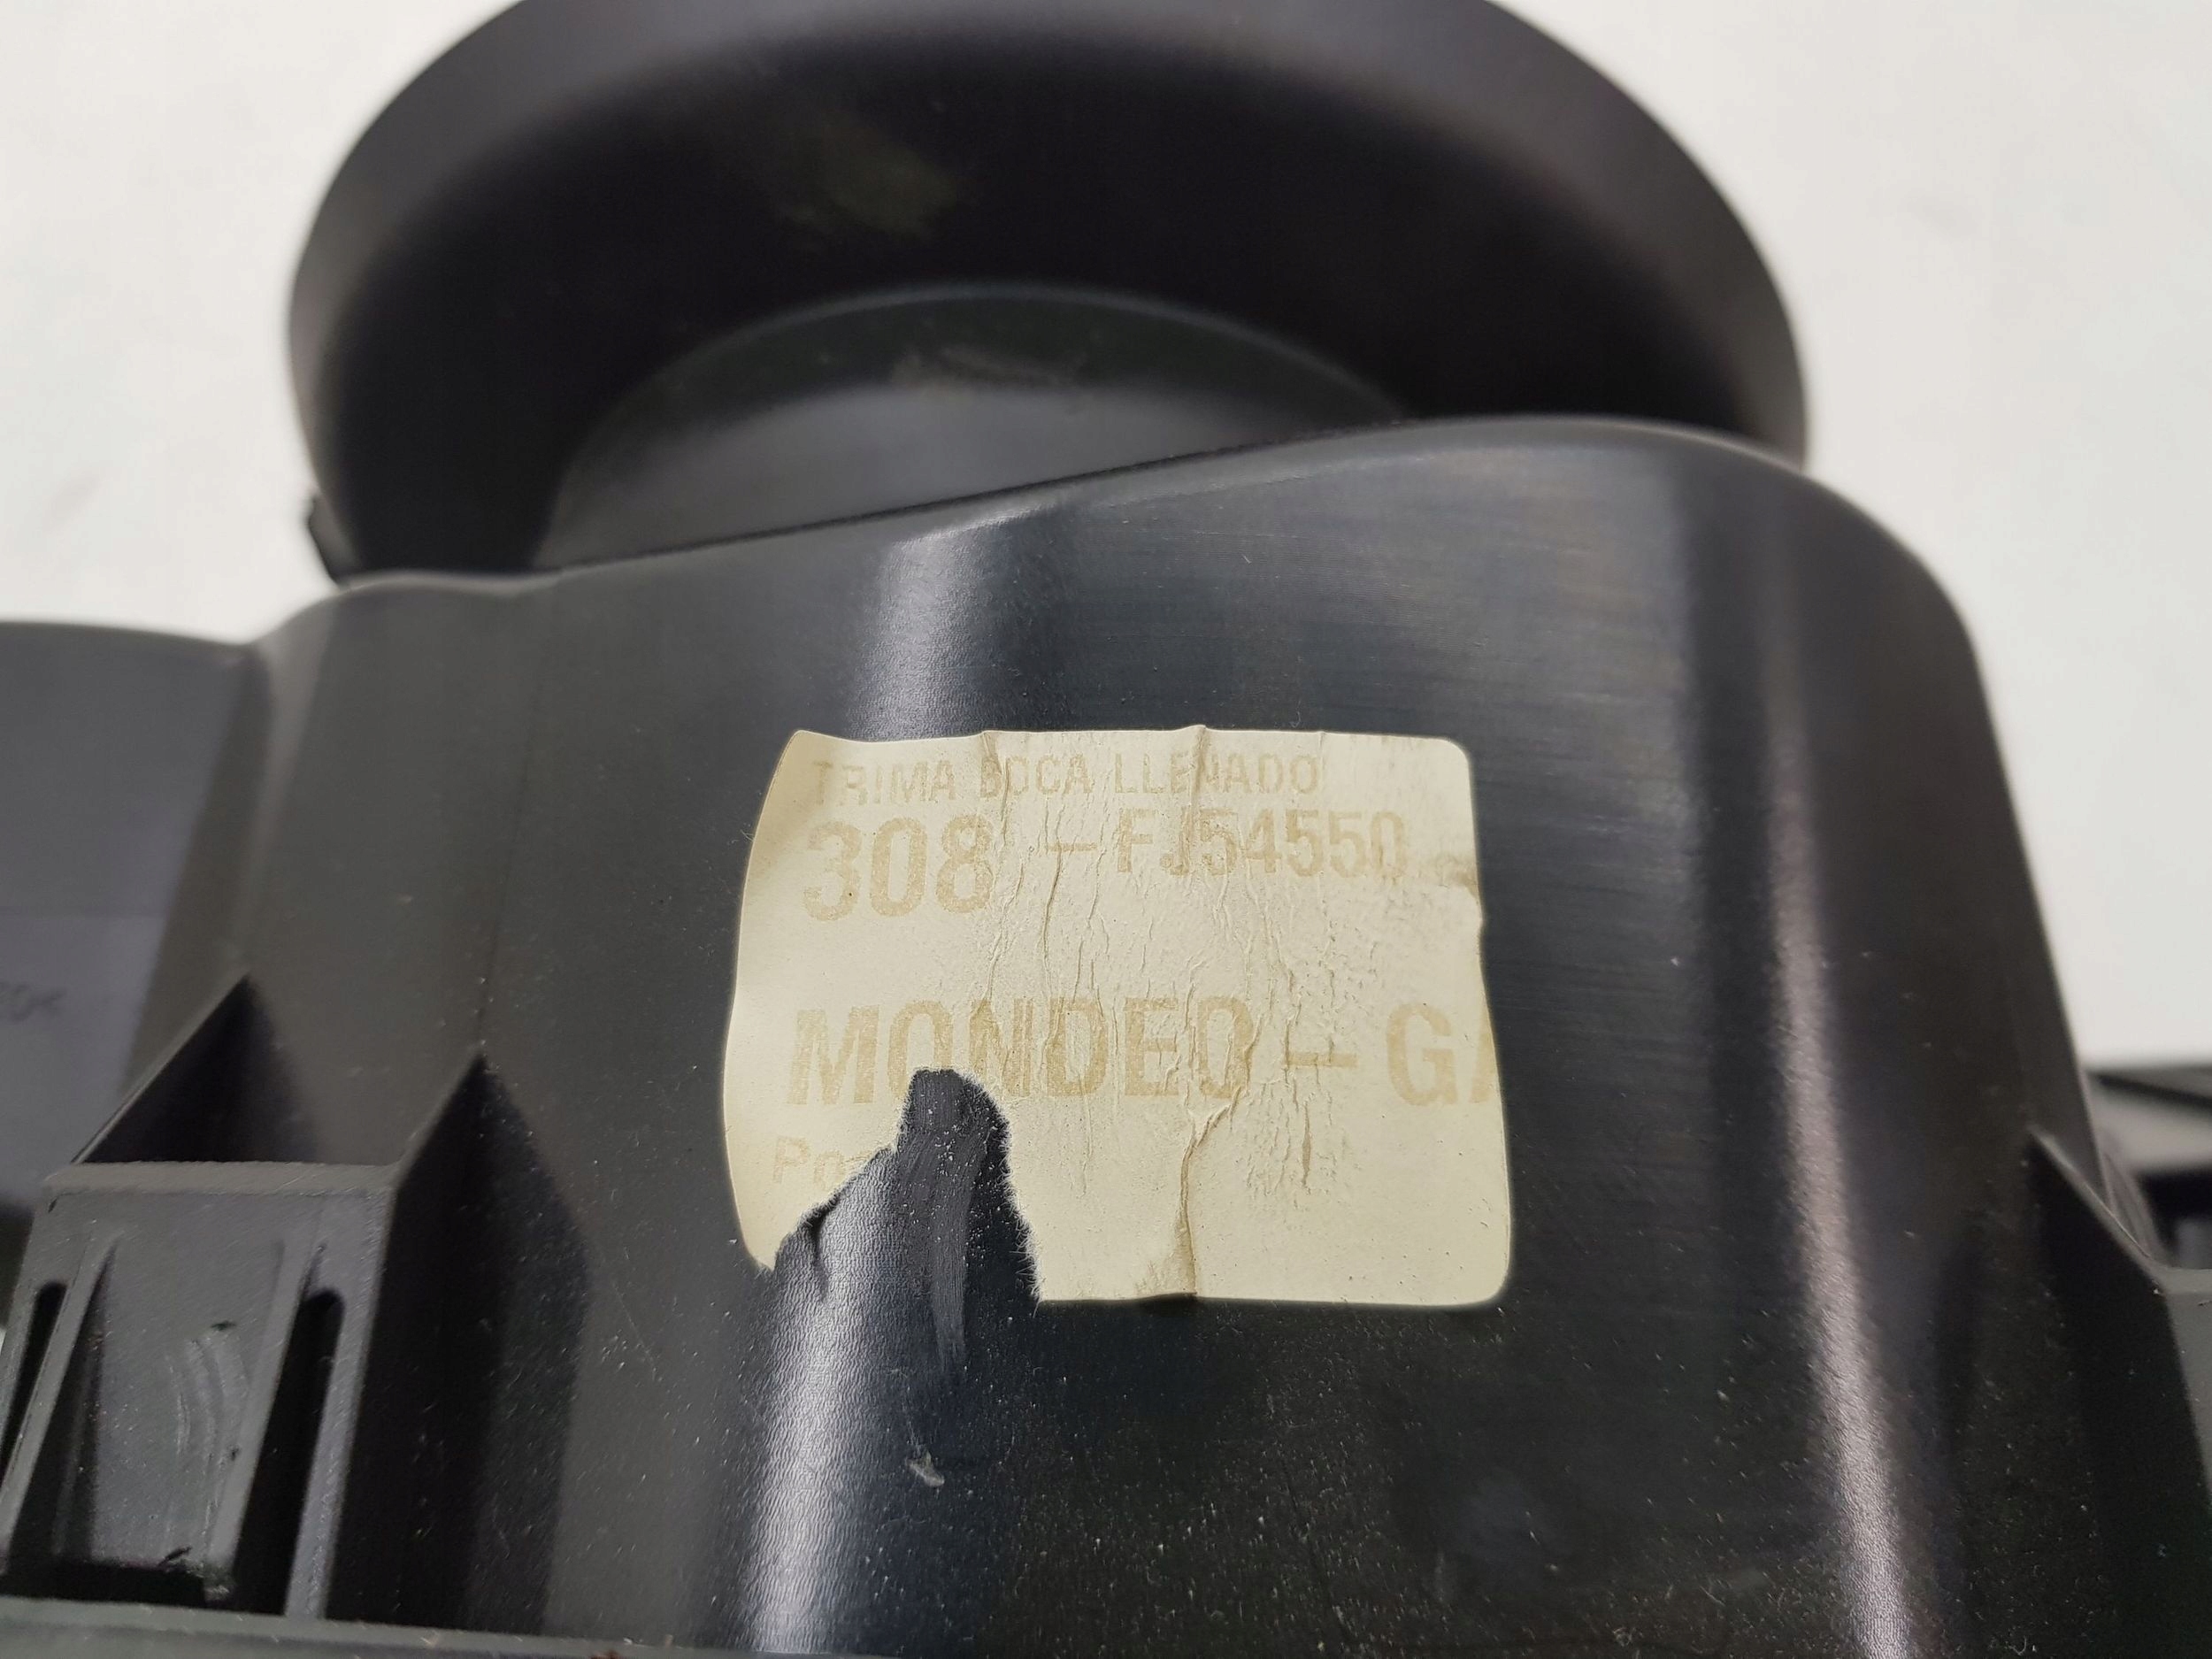 TRIMA BOCA LLENADO
308 - FJ54550
MONDEO - GA